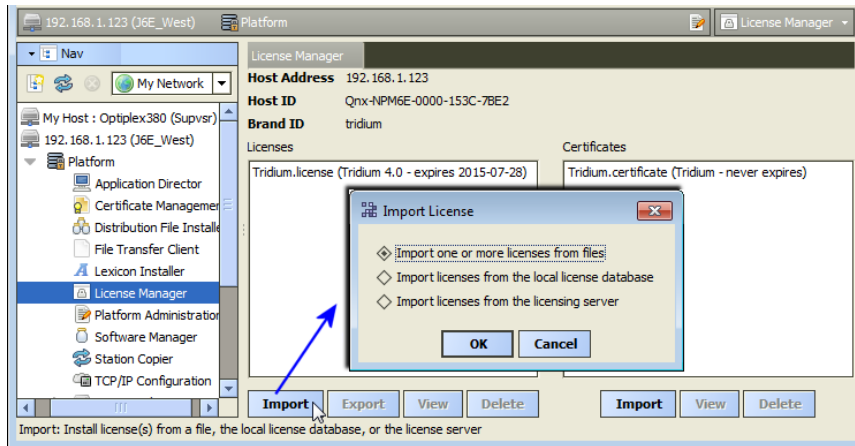 192.168.1.123 (J6E_West)
Platform
License Manager
Nav
My Network
My Host : Optiplex380 (Supvsr)
192.168.1.123 (J6E_West)
Platform
Application Director
Certificate Managemer
Distribution File Installe
File Transfer Client
Lexicon Installer
License Manager
Platform Administration
Software Manager
Station Copier
TCP/IP Configuration
License Manager
Host Address 192.168.1.123
Host ID Qnx-NPM6E-0000-153C-7BE2
Brand ID tridium
Licenses
Tridium.license (Tridium 4.0 - expires 2015-07-28)
Certificates
Tridium.certificate (Tridium - never expires)
Import License
Import one or more licenses from files
Import licenses from the local license database
Import licenses from the licensing server
OK Cancel
Import Export View Delete
Import View Delete
Import: Install license(s) from a file, the local license database, or the license server